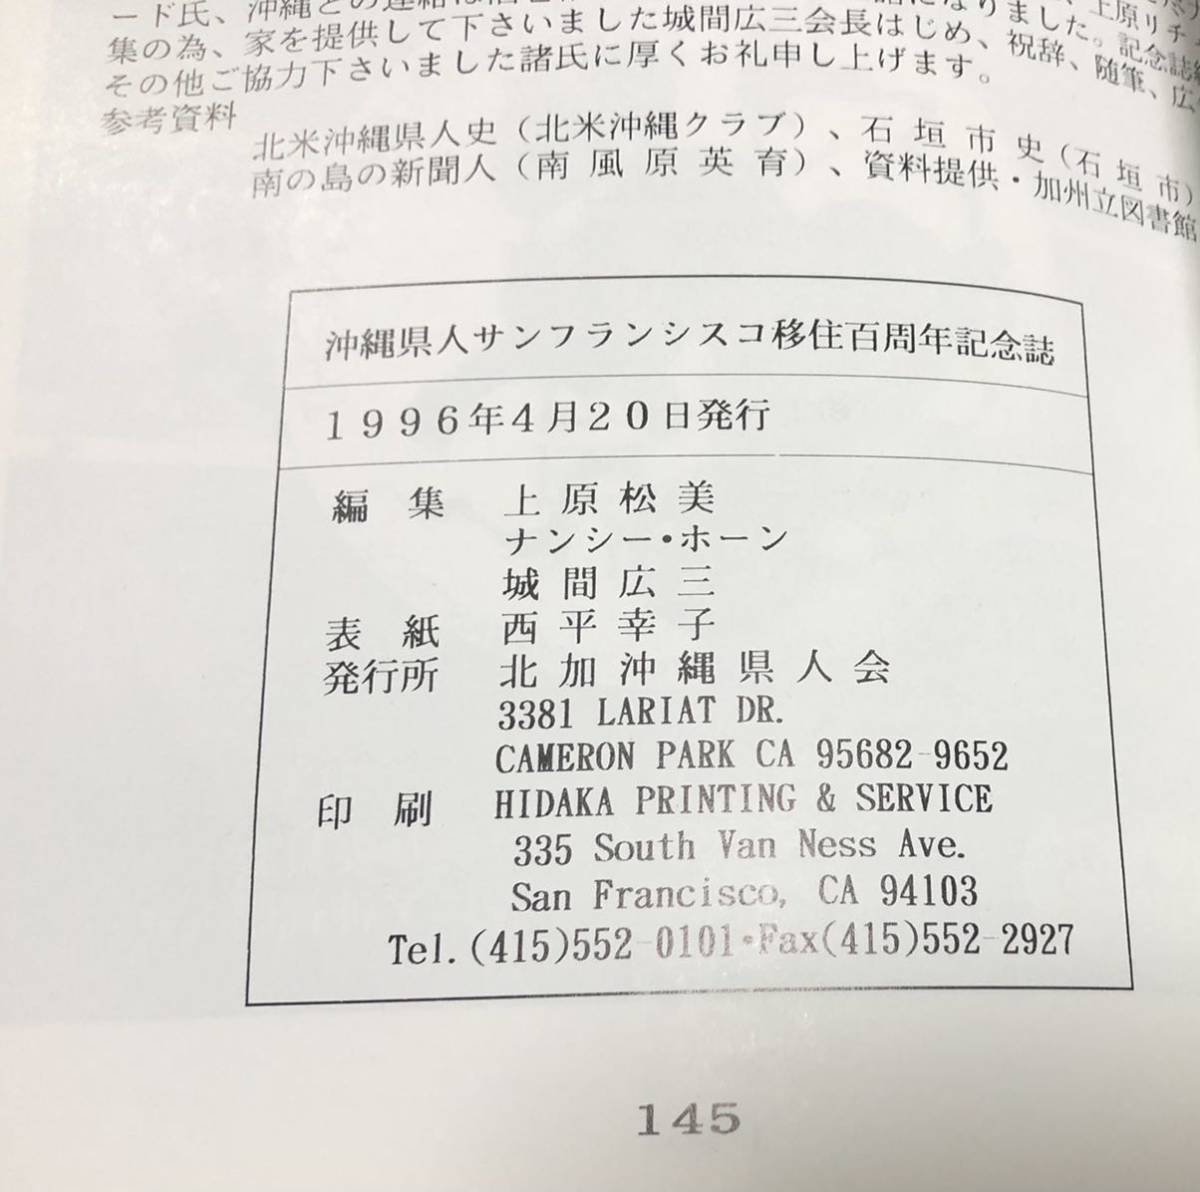 ード氏、沖縄との連絡は
上原リチ
集の為、家を提供して下さいました城間広三会長はじめ、祝辞、随筆、広
なりました。記念誌編
その他ご協力下さいました諸氏に厚くお礼申し上げます。
参考資料
北米沖縄県人史(北米沖縄クラブ)、石垣市史(石垣市)
南の島の新聞人(南風原英育)、資料提供・加州立図書館
沖縄県人サンフランシスコ移住百周年記念誌
1996年4月20日発行
編集 上原松美
ナンシー・ホーン
城間広三
表紙 西平幸子
発行所 北加沖縄県人会
3381 LARIAT DR.
CAMERON PARK CA 95682-9652
印刷 HIDAKA PRINTING & SERVICE
335 South Van Ness Ave.
San Francisco, CA 94103
Tel.(415)552-0101・Fax(415)552-2927
145